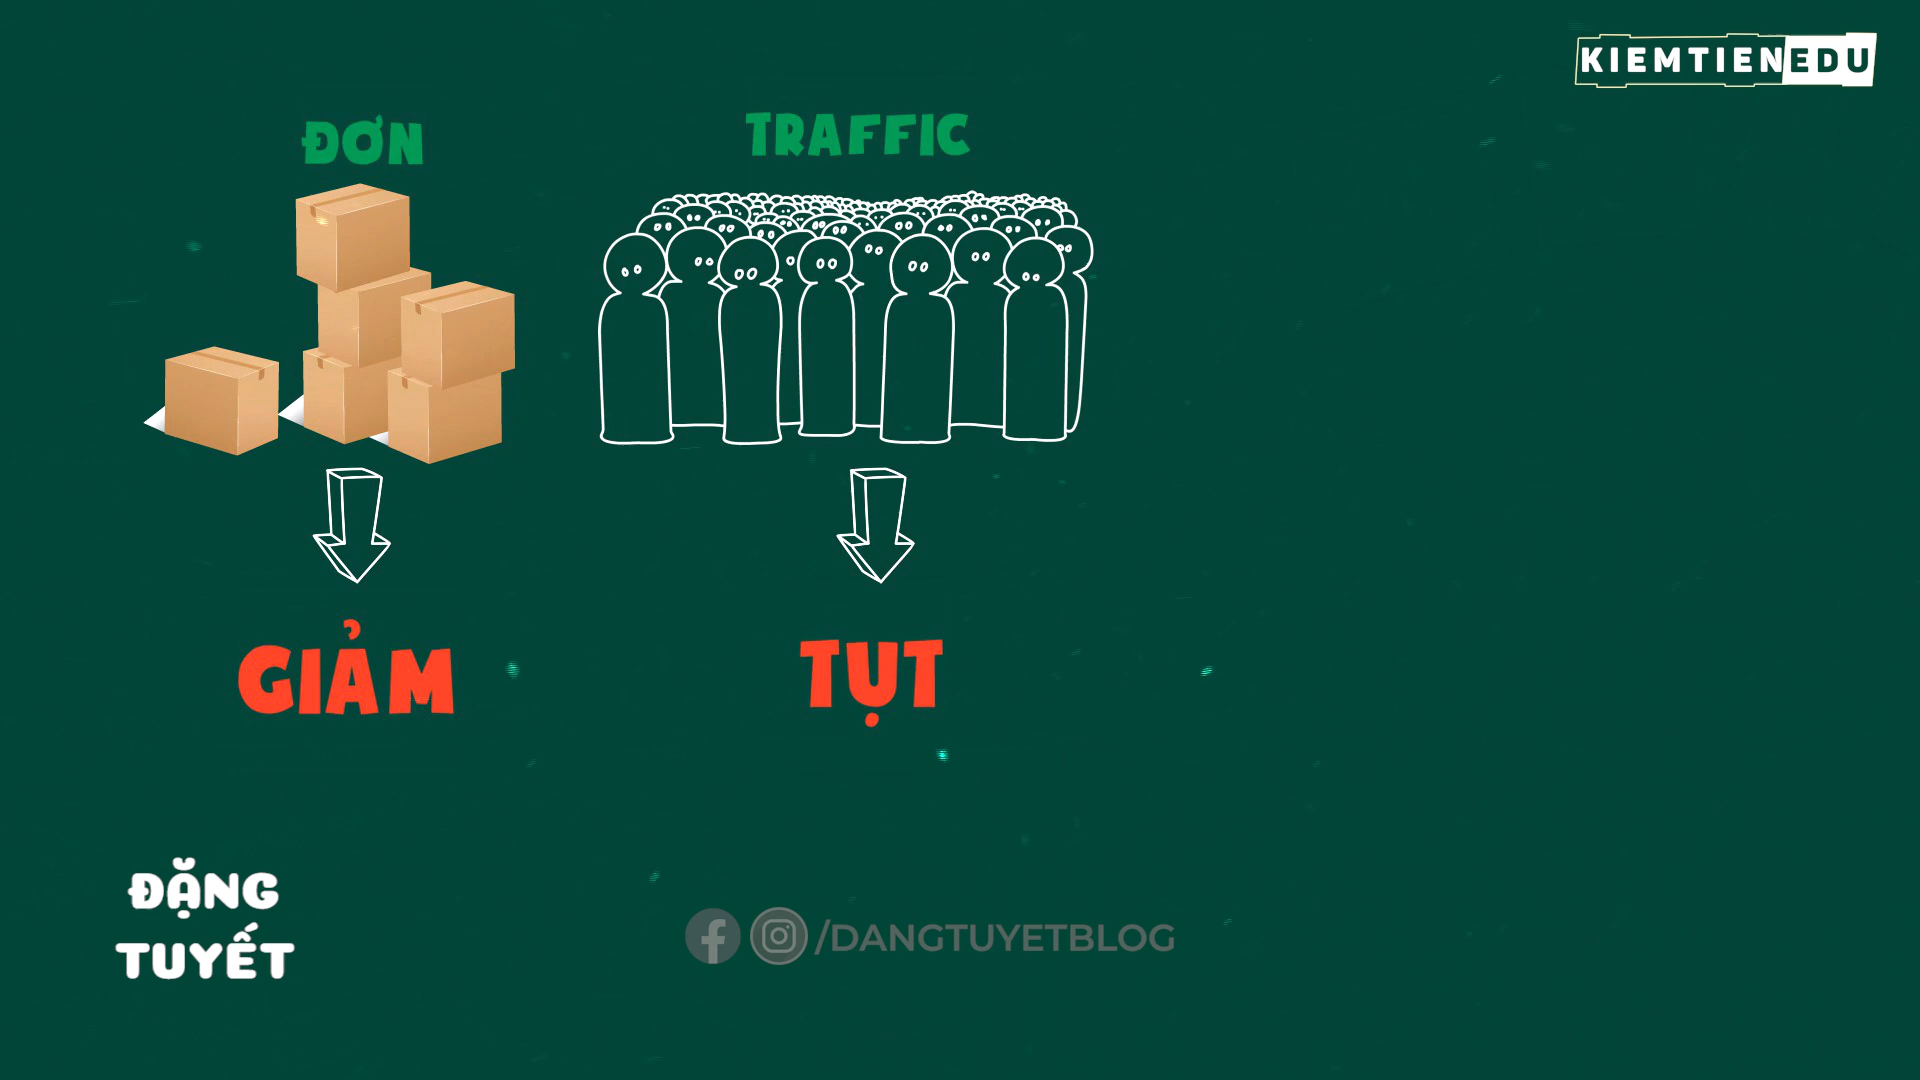 KIEMTIENEDU
ĐƠN
TRAFFIC
GIẢM
TỤT
ĐẶNG
TUYẾT
/DANGTUYETBLOG